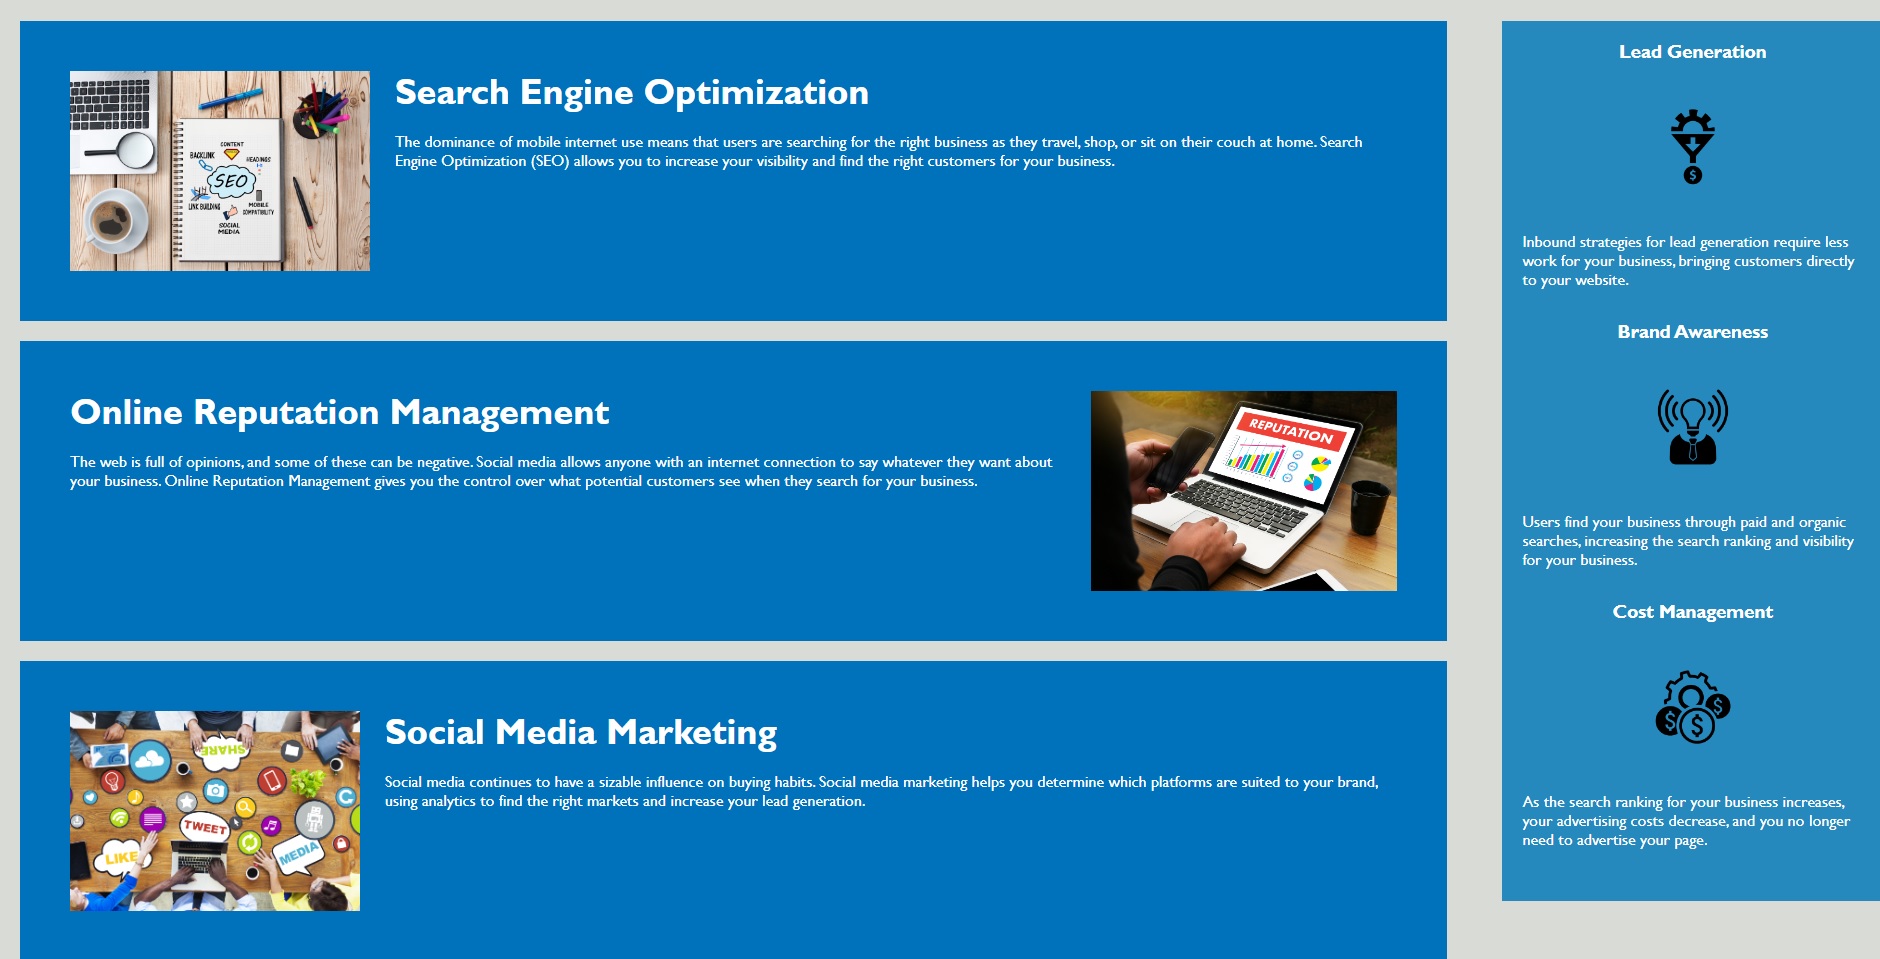 Search Engine Optimization
The dominance of mobile internet use means that users are searching for the right business as they travel, shop, or sit on their couch at home. Search
Engine Optimization (SEO) allows you to increase your visibility and find the right customers for your business.
CONTENT
BACKLINK
HEADINGS
SEO
LINK BUILDING
MOBILE
COMPATIBILITY
SOCIAL
MEDIA
Online Reputation Management
The web is full of opinions, and some of these can be negative. Social media allows anyone with an internet connection to say whatever they want about
your business. Online Reputation Management gives you the control over what potential customers see when they search for your business.
REPUTATION
Social Media Marketing
Social media continues to have a sizable influence on buying habits. Social media marketing helps you determine which platforms are suited to your brand,
using analytics to find the right markets and increase your lead generation.
SHARE
TWEET
LIKE
MEDIA
Lead Generation
$
Inbound strategies for lead generation require less
work for your business, bringing customers directly
to your website.
Brand Awareness
Users find your business through paid and organic
searches, increasing the search ranking and visibility
for your business.
Cost Management
$ $ $
As the search ranking for your business increases,
your advertising costs decrease, and you no longer
need to advertise your page.